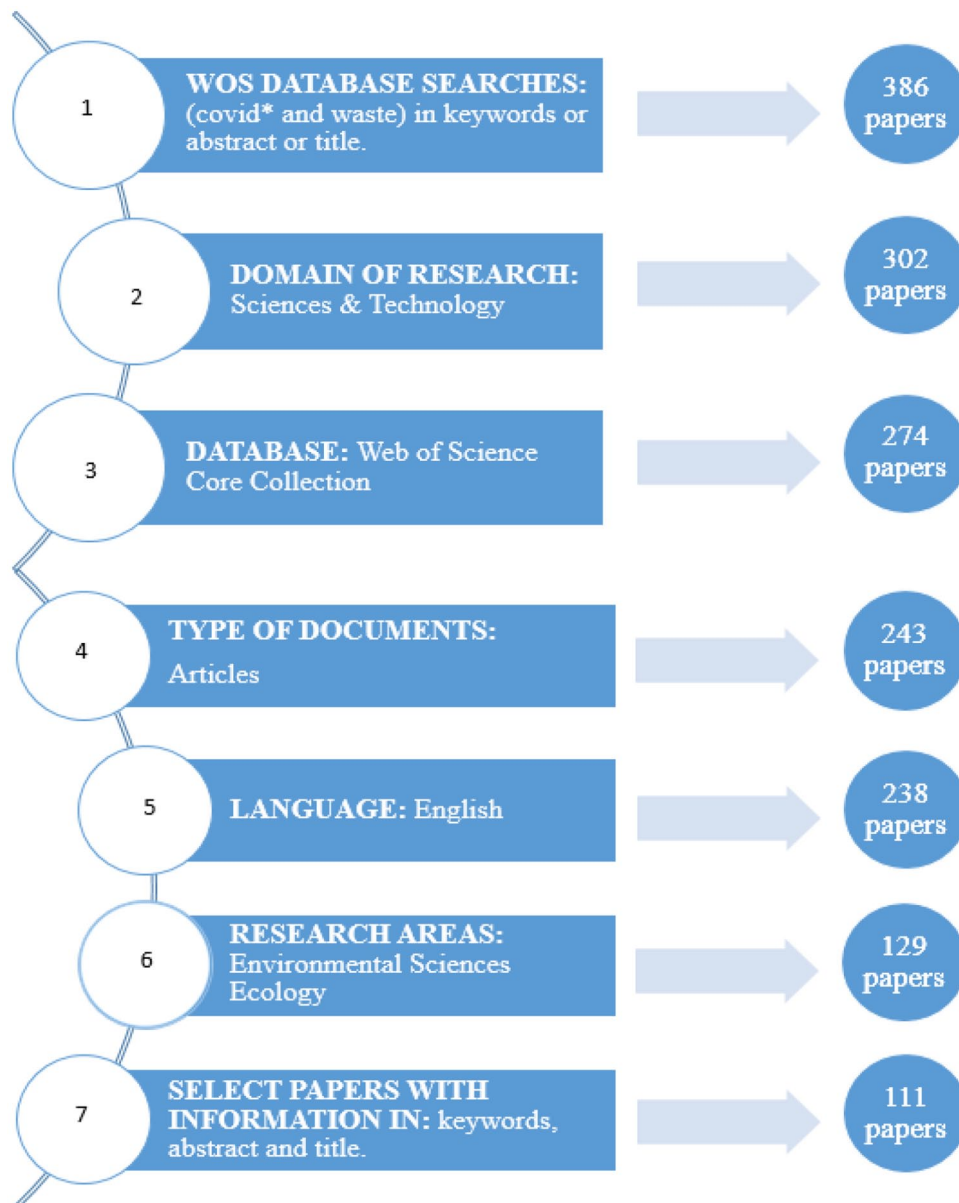 1
WOS DATABASE SEARCHES:
(covid* and waste) in keywords or
abstract or title.
386
papers
2
DOMAIN OF RESEARCH:
Sciences & Technology
302
papers
3
DATABASE: Web of Science
Core Collection
274
papers
4
TYPE OF DOCUMENTS:
Articles
243
papers
5
LANGUAGE: English
238
papers
6
RESEARCH AREAS:
Environmental Sciences
Ecology
129
papers
7
SELECT PAPERS WITH
INFORMATION IN: keywords,
abstract and title.
111
papers